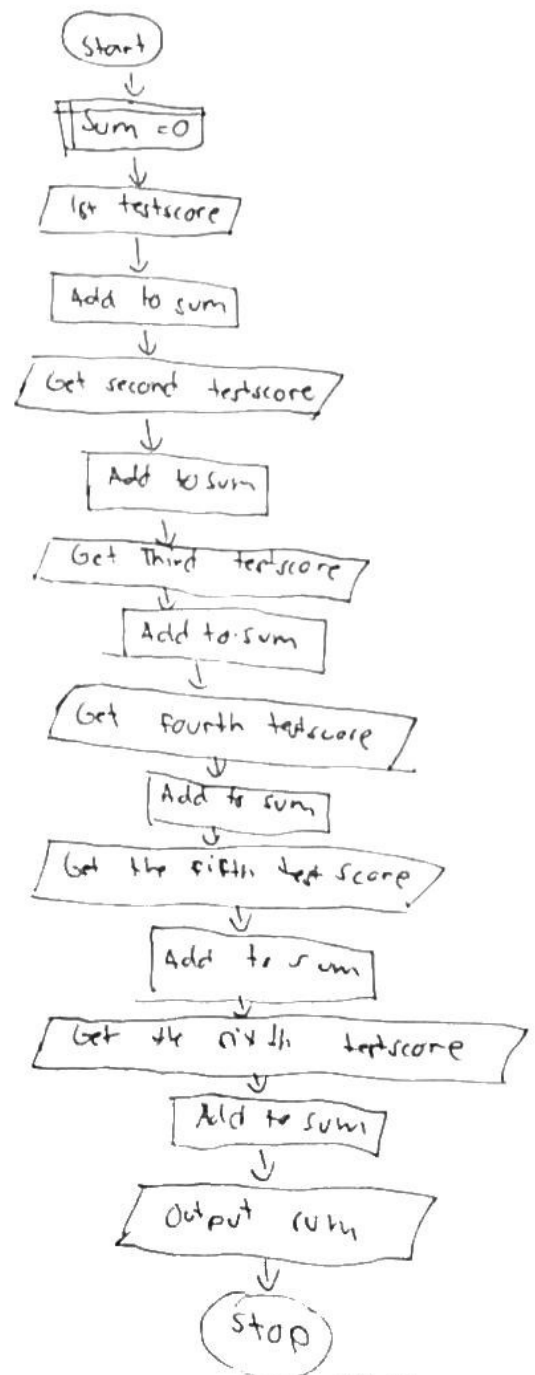 Start
Sum = 0
1st testscore
Add to sum
Get second testscore
Add to sum
Get Third testscore
Add to sum
Get fourth testscore
Add to sum
Get the fifth test score
Add to sum
Get the sixth testscore
Add to sum
Output sum
Stop